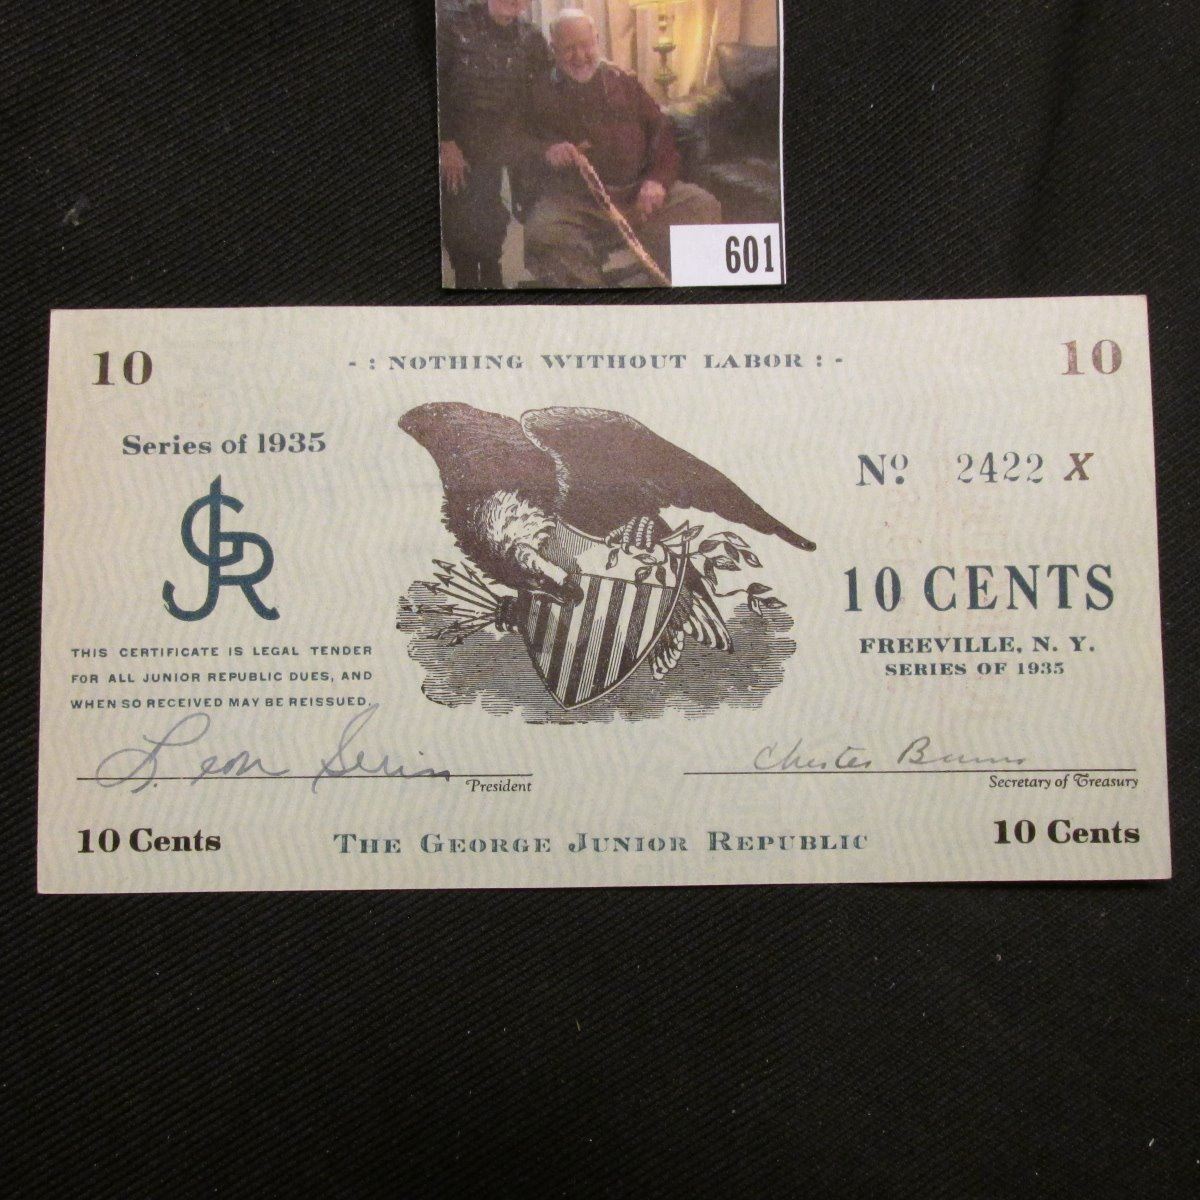 601
10
- : NOTHING WITHOUT LABOR : -
10
Series of 1935
Nº 2422 X
GJR
10 CENTS
FREEVILLE, N. Y.
SERIES OF 1935
THIS CERTIFICATE IS LEGAL TENDER
FOR ALL JUNIOR REPUBLIC DUES, AND
WHEN SO RECEIVED MAY BE REISSUED.
L. Leon
Chester Burns
President
Secretary of Treasury
10 Cents
THE GEORGE JUNIOR REPUBLIC
10 Cents